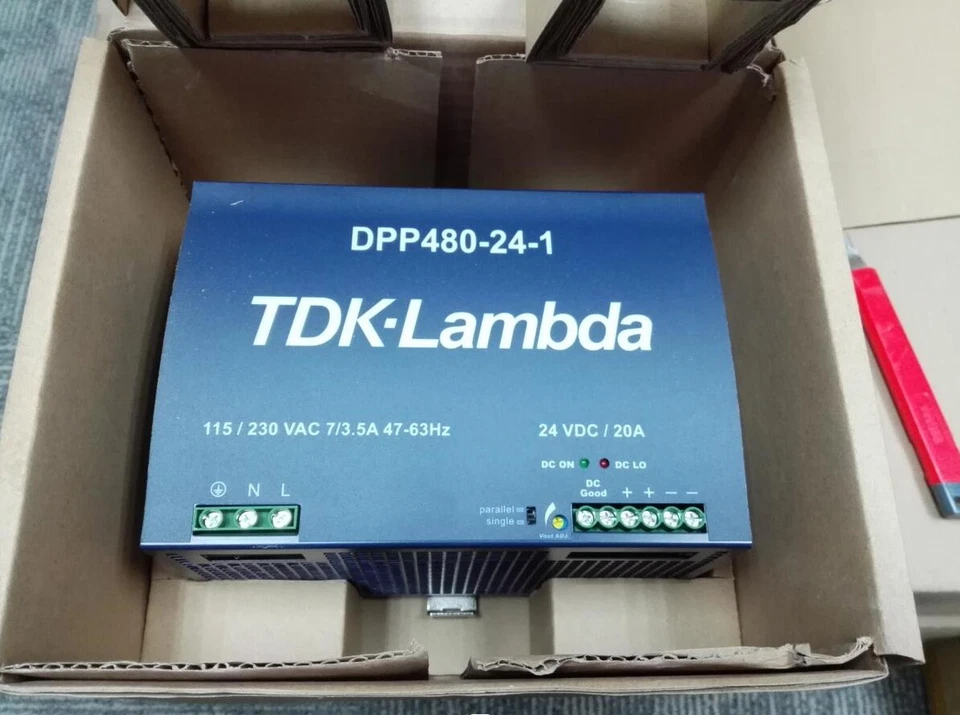 DPP480-24-1
TDK·Lambda
115 / 230 VAC 7/3.5A 47-63Hz
24 VDC / 20A
DC ON
DC LO
N L
DC
Good
+ + – –
parallel
single
Vout ADJ.